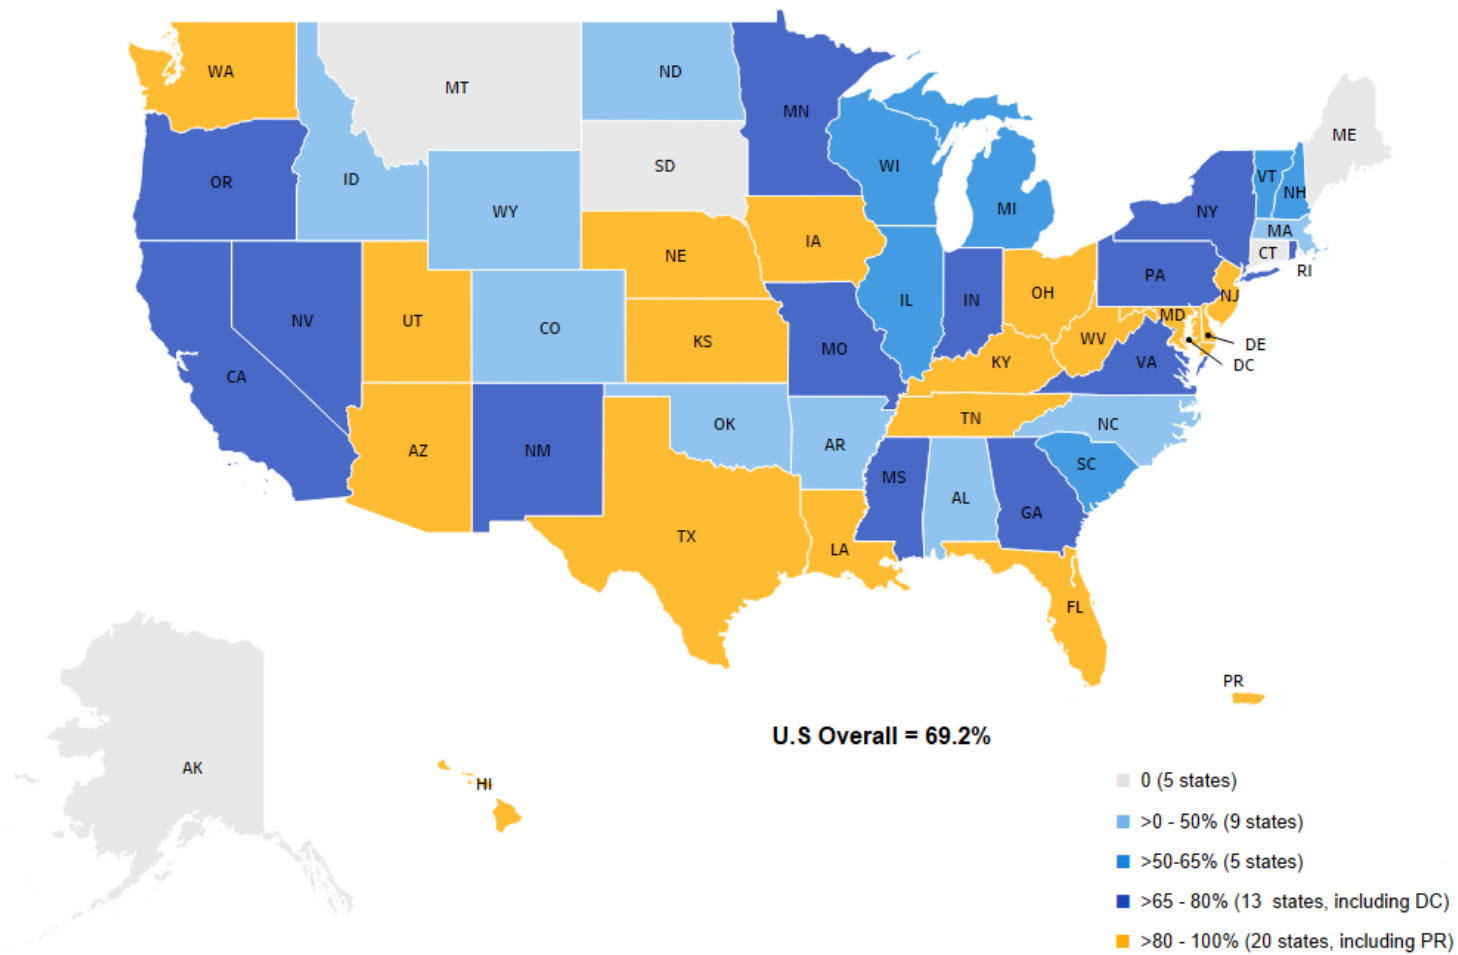 WA
MT
ND
MN
ME
OR
ID
SD
WI
VT
NH
WY
MI
NY
MA
CT
RI
IA
NE
PA
NV
UT
CO
KS
IL
IN
OH
NJ
MD
DE
DC
MO
WV
VA
KY
CA
AZ
NM
OK
AR
TN
NC
SC
MS
AL
GA
TX
LA
FL
PR
AK
HI
U.S Overall = 69.2%
0 (5 states)
>0 - 50% (9 states)
>50-65% (5 states)
>65 - 80% (13 states, including DC)
>80 - 100% (20 states, including PR)